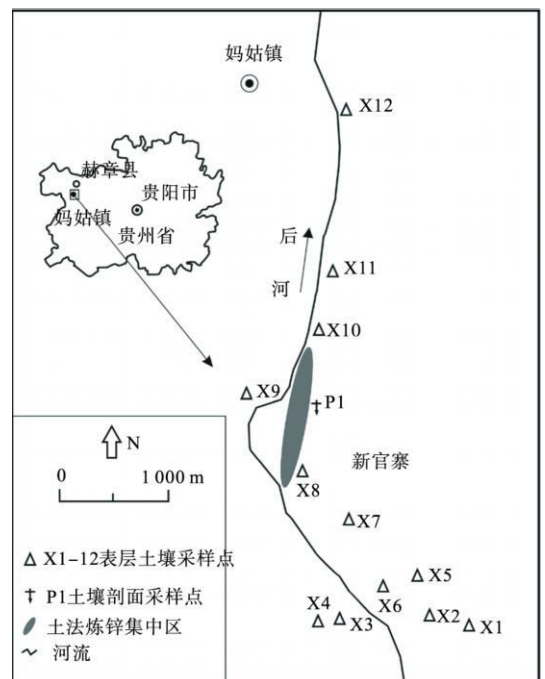 妈姑镇
X12
赫章县
贵阳市
妈姑镇
贵州省
后
河
X11
X10
X9
P1
X8
新官寨
N
0 1 000 m
X7
X5
X6
X4
X3
X2
X1
X1-12表层土壤采样点
P1土壤剖面采样点
土法炼锌集中区
河流